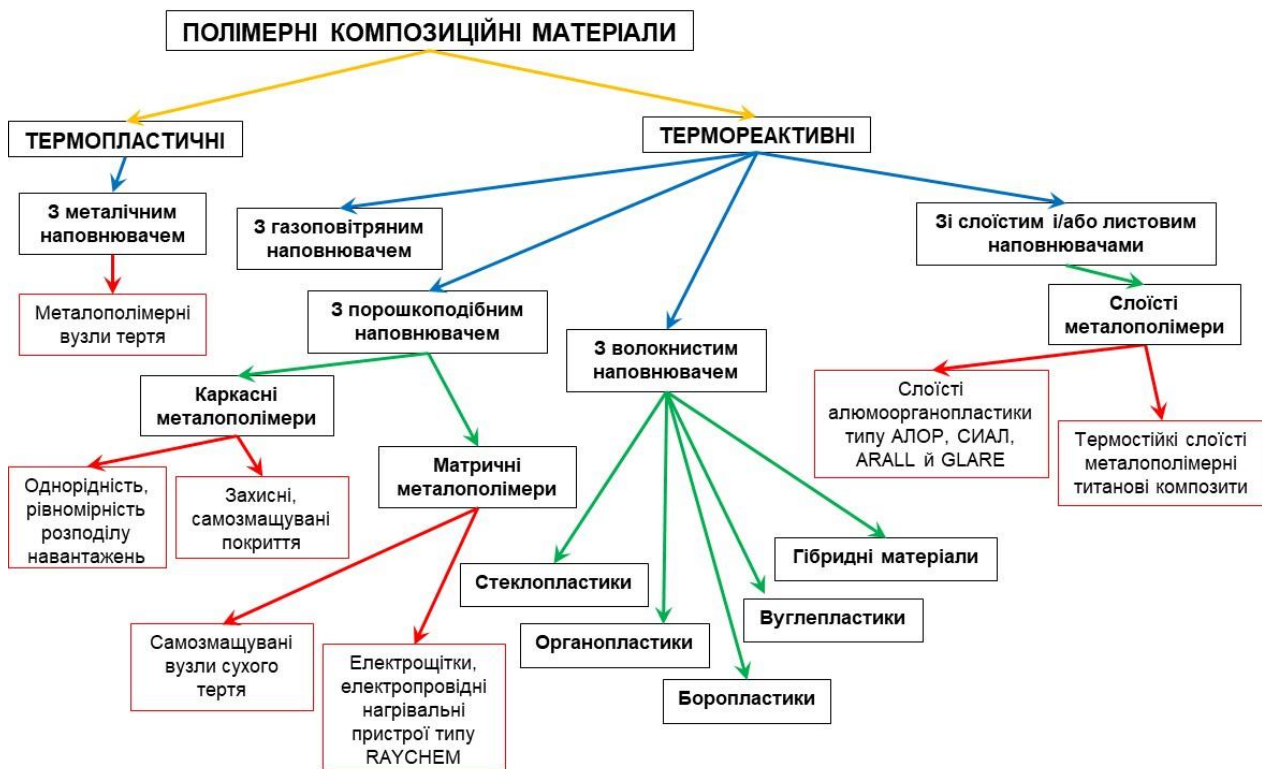 ПОЛІМЕРНІ КОМПОЗИЦІЙНІ МАТЕРІАЛИ
ТЕРМОПЛАСТИЧНІ
ТЕРМОРЕАКТИВНІ
З металічним
наповнювачем
З газоповітряним
наповнювачем
Зі слоїстим і/або листовим
наповнювачами
Металополімерні
вузли тертя
З порошкоподібним
наповнювачем
З волокнистим
наповнювачем
Слоїсті
металополімери
Каркасні
металополімери
Слоїсті
алюмоорганопластики
типу АЛОР, СИАЛ,
ARALL й GLARE
Термостійкі слоїсті
металополімерні
титанові композити
Однорідність,
рівномірність
розподілу
навантажень
Захисні,
самозмащувані
покриття
Матричні
металополімери
Гібридні матеріали
Стеклопластики
Вуглепластики
Органопластики
Боропластики
Самозмащувані
вузли сухого
тертя
Електрощітки,
електропровідні
нагрівальні
пристрої типу
RAYCHEM